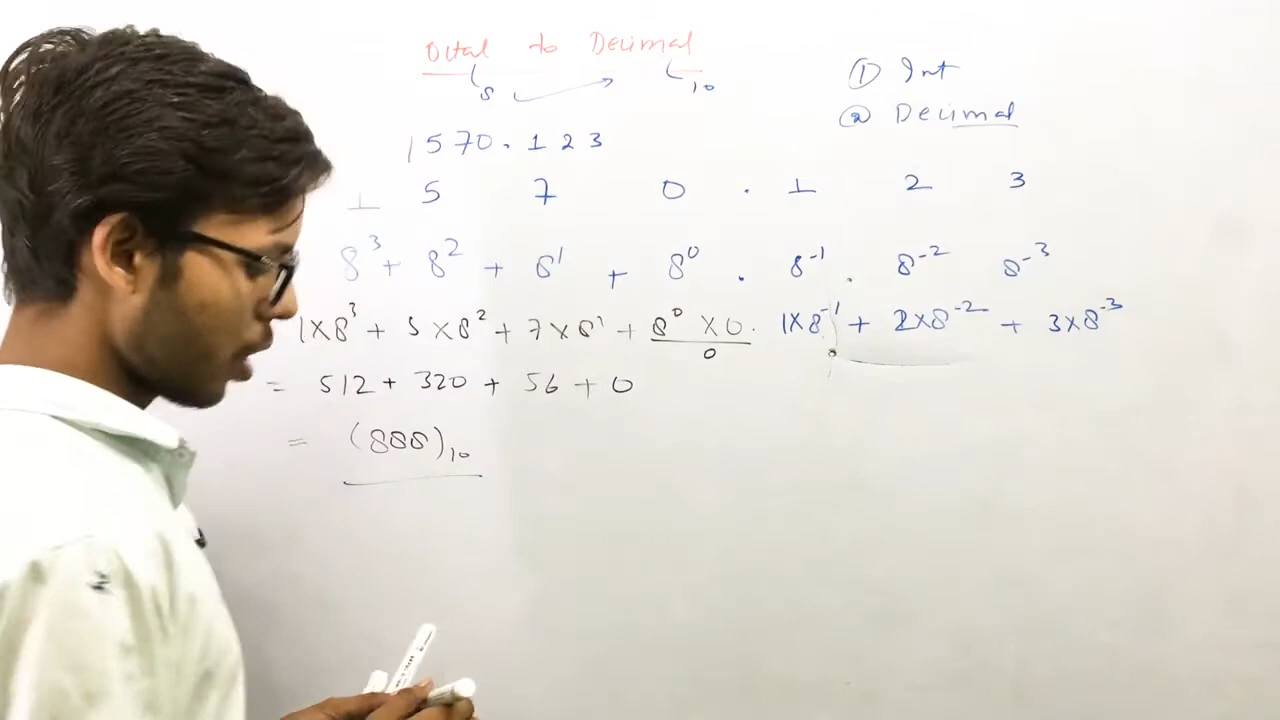 Octal to Decimal
8 10
① Int
② Decimal
1570.123
1 5 7 0 . 1 2 3
8³ + 8² + 8¹ + 8⁰ . 8⁻¹ . 8⁻² 8⁻³
1×8³ + 5×8² + 7×8¹ + 8⁰ ×0. 1×8⁻¹ + 2×8⁻² + 3×8⁻³
0
= 512 + 320 + 56 + 0
= (888)₁₀